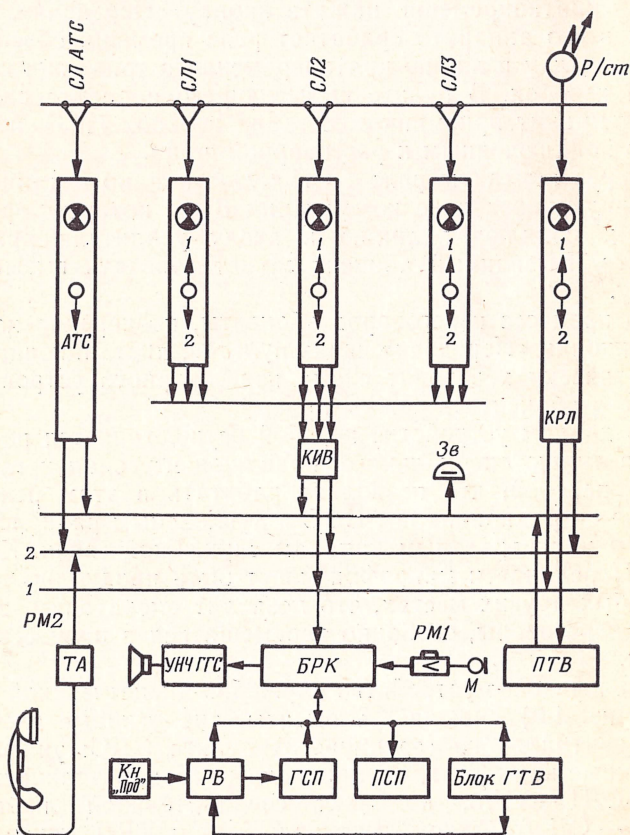 СЛ АТС СЛ1 СЛ2 СЛ3 Р/ст
1 1 1 1
АТС 2 2 2 2
КРЛ
КИВ Зв
2
1
РМ2 РМ1
ТА УНЧ ГГС БРК М ПТВ
Кн „Прд" РВ ГСП ПСП Блок ГТВ